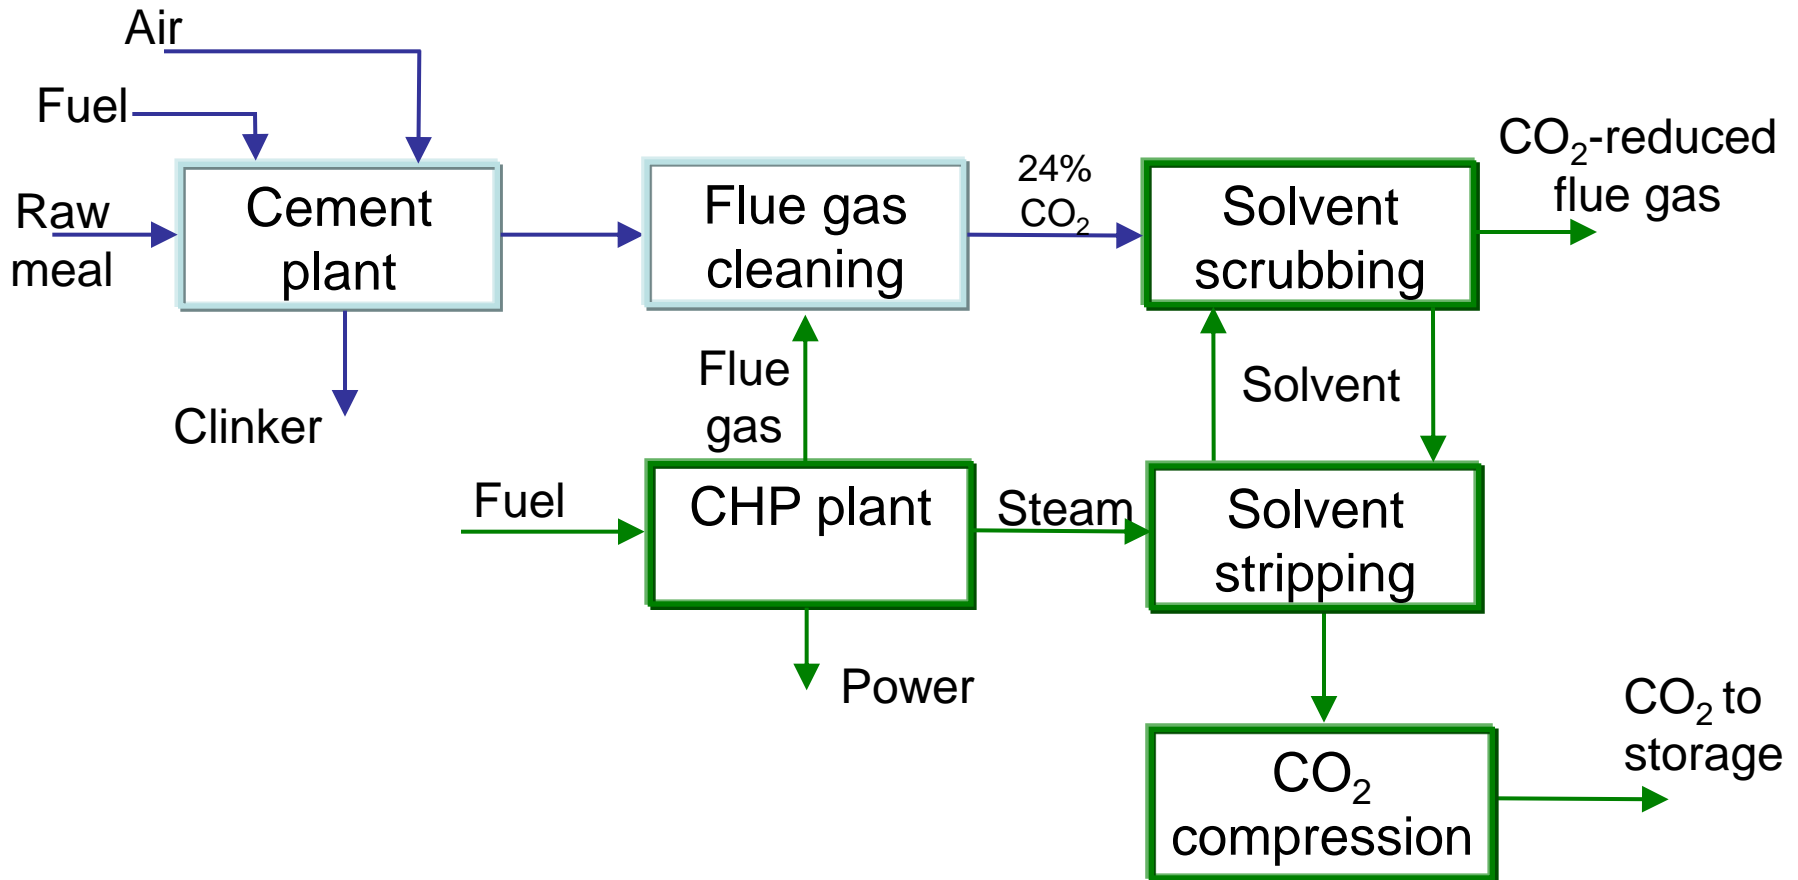 Air
Fuel
Raw
meal
Cement
plant
Clinker
Flue gas
cleaning
24%
CO₂
Solvent
scrubbing
CO₂-reduced
flue gas
Flue
gas
Solvent
Fuel
CHP plant
Steam
Solvent
stripping
Power
CO₂
compression
CO₂ to
storage